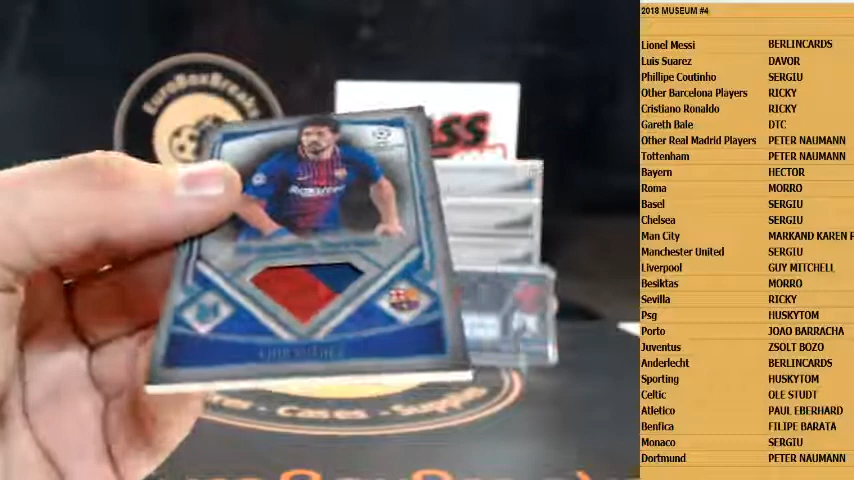 2018 MUSEUM #4
Lionel Messi BERLINCARDS
Luis Suarez DAVOR
Phillipe Coutinho SERGIU
Other Barcelona Players RICKY
Cristiano Ronaldo RICKY
Gareth Bale DTC
Other Real Madrid Players PETER NAUMANN
Tottenham PETER NAUMANN
Bayern HECTOR
Roma MORRO
Basel SERGIU
Chelsea SERGIU
Man City MARKAND KAREN
Manchester United SERGIU
Liverpool GUY MITCHELL
Besiktas MORRO
Sevilla RICKY
Psg HUSKYTOM
Porto JOAO BARRACHA
Juventus ZSOLT BOZO
Anderlecht BERLINCARDS
Sporting HUSKYTOM
Celtic OLE STUDT
Atletico PAUL EBERHARD
Benfica FILIPE BARATA
Monaco SERGIU
Dortmund PETER NAUMANN
EuroBoxBreaks
- Cases - Supplies